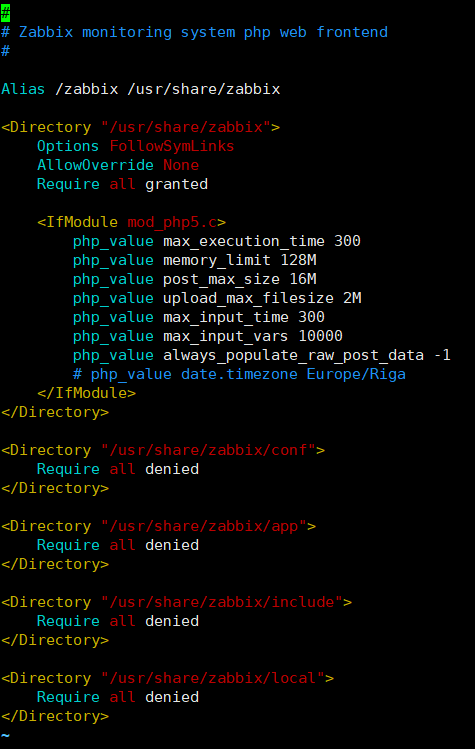 #
# Zabbix monitoring system php web frontend
#

Alias /zabbix /usr/share/zabbix

<Directory "/usr/share/zabbix">
    Options FollowSymLinks
    AllowOverride None
    Require all granted

    <IfModule mod_php5.c>
        php_value max_execution_time 300
        php_value memory_limit 128M
        php_value post_max_size 16M
        php_value upload_max_filesize 2M
        php_value max_input_time 300
        php_value max_input_vars 10000
        php_value always_populate_raw_post_data -1
        # php_value date.timezone Europe/Riga
    </IfModule>
</Directory>

<Directory "/usr/share/zabbix/conf">
    Require all denied
</Directory>

<Directory "/usr/share/zabbix/app">
    Require all denied
</Directory>

<Directory "/usr/share/zabbix/include">
    Require all denied
</Directory>

<Directory "/usr/share/zabbix/local">
    Require all denied
</Directory>
~